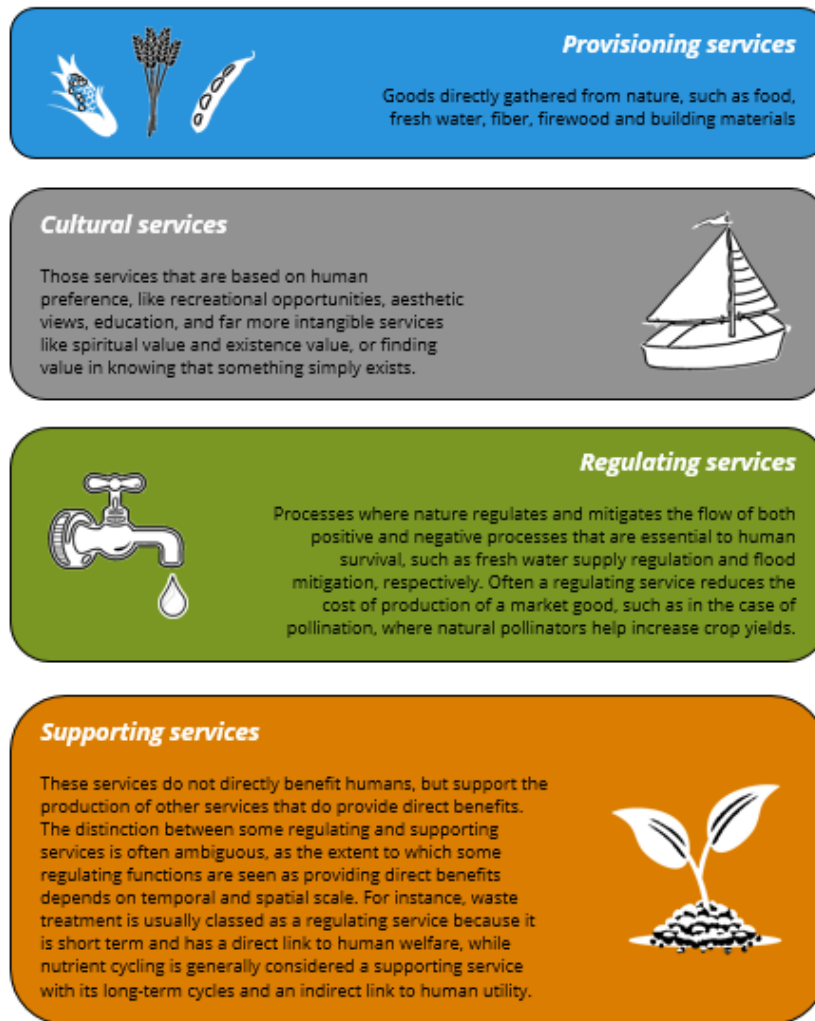 Provisioning services
Goods directly gathered from nature, such as food,
fresh water, fiber, firewood and building materials
Cultural services
Those services that are based on human
preference, like recreational opportunities, aesthetic
views, education, and far more intangible services
like spiritual value and existence value, or finding
value in knowing that something simply exists.
Regulating services
Processes where nature regulates and mitigates the flow of both
positive and negative processes that are essential to human
survival, such as fresh water supply regulation and flood
mitigation, respectively. Often a regulating service reduces the
cost of production of a market good, such as in the case of
pollination, where natural pollinators help increase crop yields.
Supporting services
These services do not directly benefit humans, but support the
production of other services that do provide direct benefits.
The distinction between some regulating and supporting
services is often ambiguous, as the extent to which some
regulating functions are seen as providing direct benefits
depends on temporal and spatial scale. For instance, waste
treatment is usually classed as a regulating service because it
is short term and has a direct link to human welfare, while
nutrient cycling is generally considered a supporting service
with its long-term cycles and an indirect link to human utility.